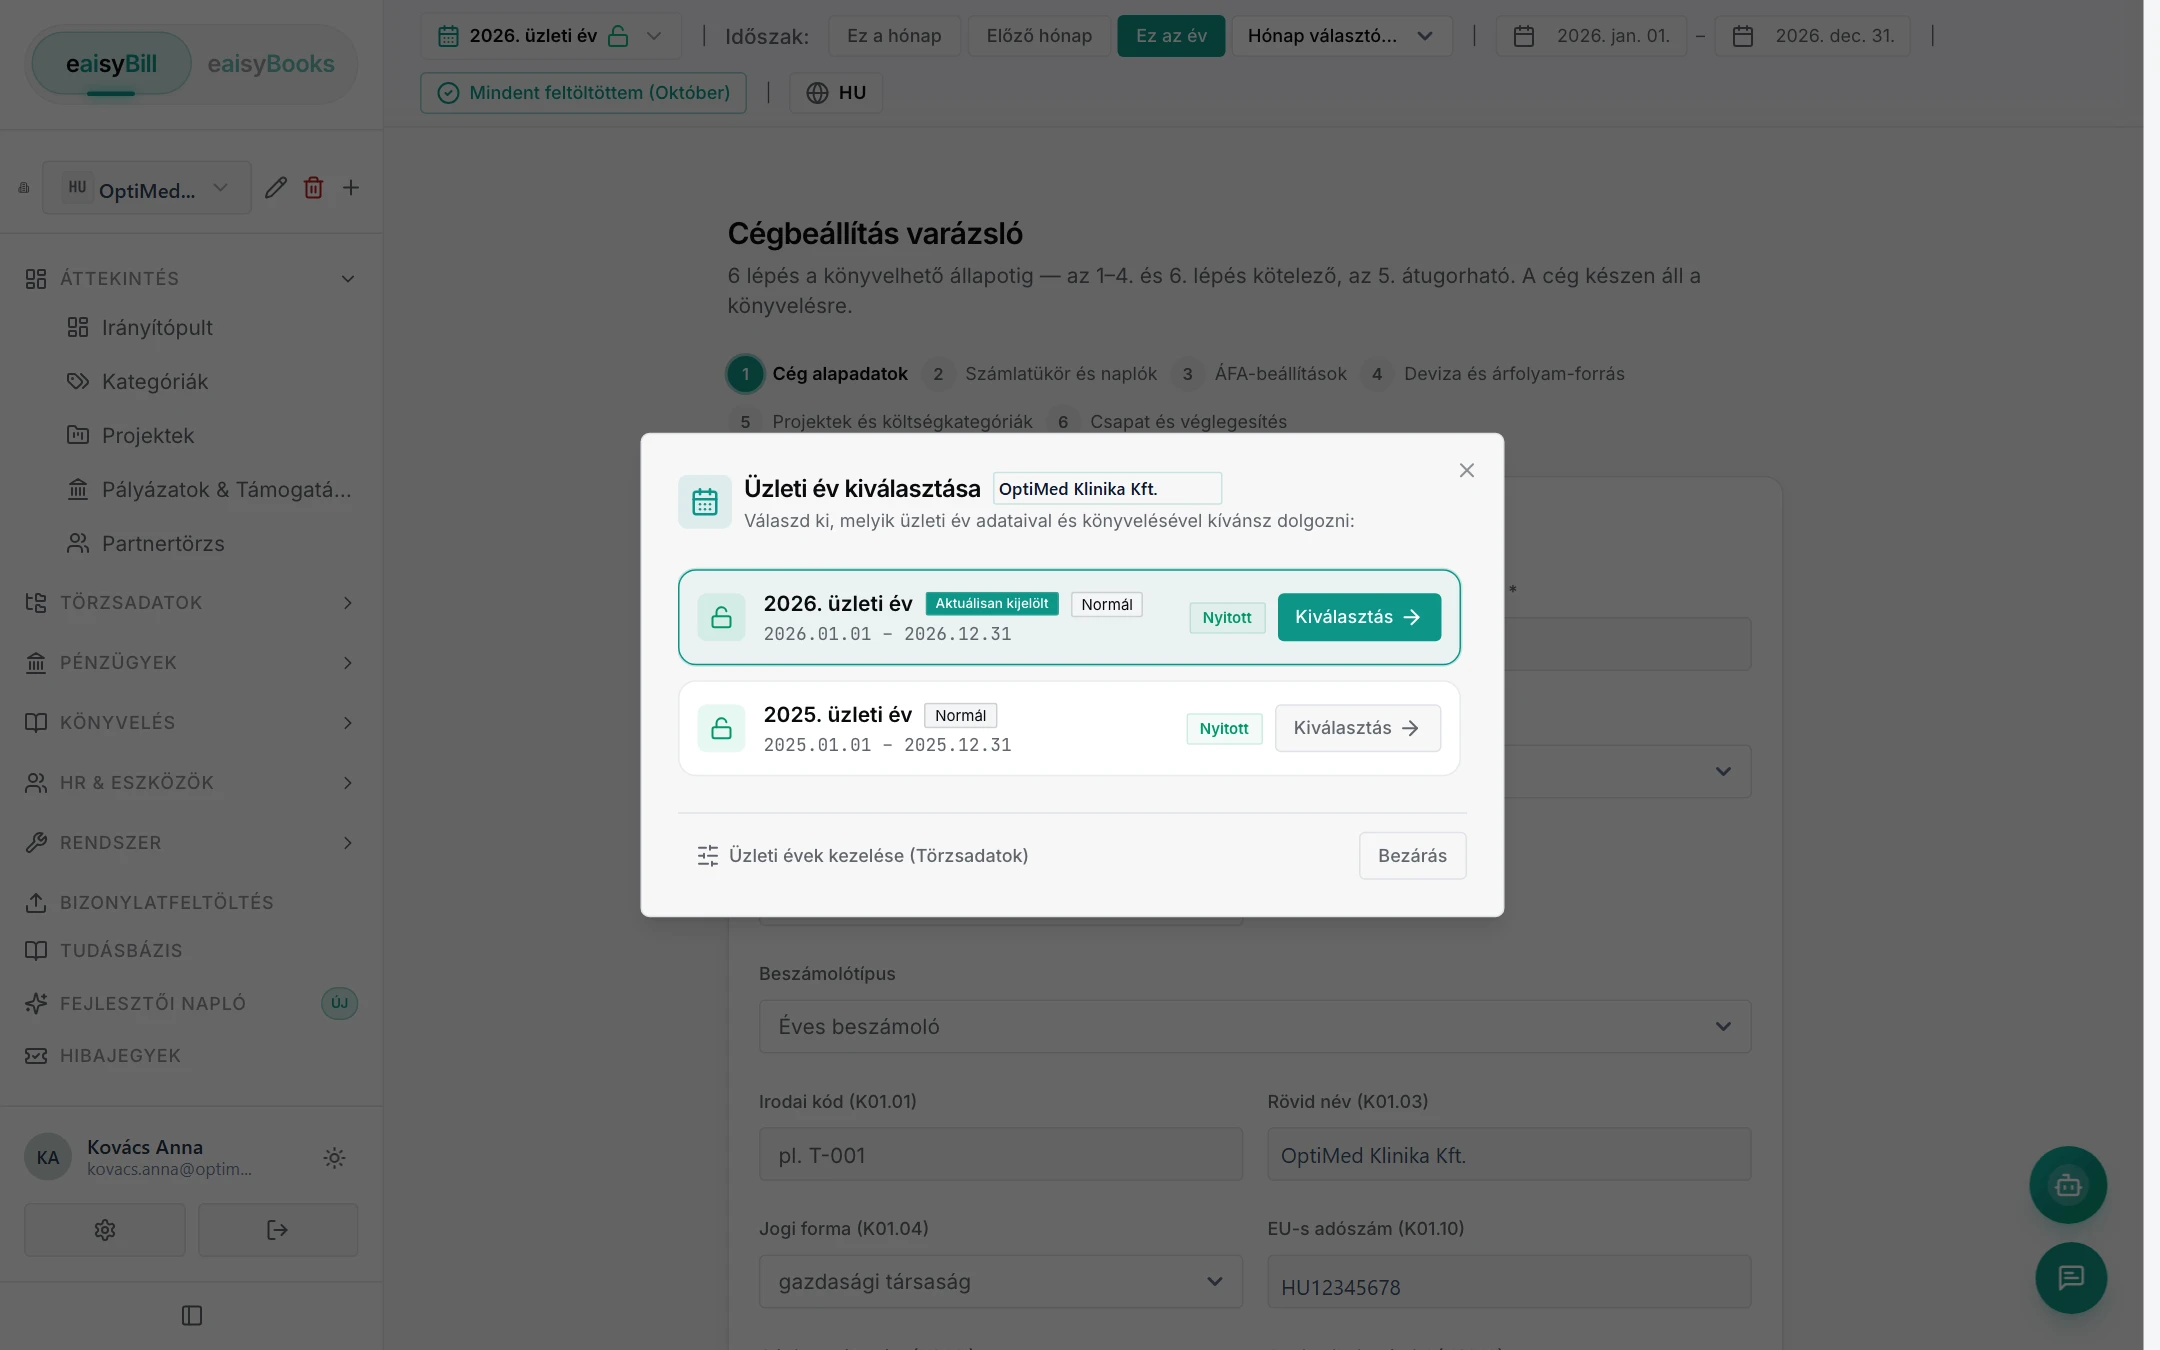 eaisyBill eaisyBooks
2026. üzleti év | Időszak: Ez a hónap Előző hónap Ez az év Hónap választó... | 2026. jan. 01. – 2026. dec. 31. |
Mindent feltöltöttem (Október) | HU
HU OptiMed...
ÁTTEKINTÉS
Irányítópult
Kategóriák
Projektek
Pályázatok & Támogatá...
Partnertörzs
TÖRZSADATOK
PÉNZÜGYEK
KÖNYVELÉS
HR & ESZKÖZÖK
RENDSZER
BIZONYLATFELTÖLTÉS
TUDÁSBÁZIS
FEJLESZTŐI NAPLÓ ÚJ
HIBAJEGYEK
KA Kovács Anna
kovacs.anna@optim...
Cégbeállítás varázsló
6 lépés a könyvelhető állapotig — az 1–4. és 6. lépés kötelező, az 5. átugorható. A cég készen áll a
könyvelésre.
1 Cég alapadatok 2 Számlatükör és naplók 3 ÁFA-beállítások 4 Deviza és árfolyam-forrás
5 Projektek és költségkategóriák 6 Csapat és véglegesítés
Üzleti év kiválasztása OptiMed Klinika Kft.
Válaszd ki, melyik üzleti év adataival és könyvelésével kívánsz dolgozni:
2026. üzleti év Aktuálisan kijelölt Normál
2026.01.01 – 2026.12.31
Nyitott Kiválasztás →
2025. üzleti év Normál
2025.01.01 – 2025.12.31
Nyitott Kiválasztás →
Üzleti évek kezelése (Törzsadatok) Bezárás
*
Beszámolótípus
Éves beszámoló
Irodai kód (K01.01) Rövid név (K01.03)
pl. T-001 OptiMed Klinika Kft.
Jogi forma (K01.04) EU-s adószám (K01.10)
gazdasági társaság HU12345678